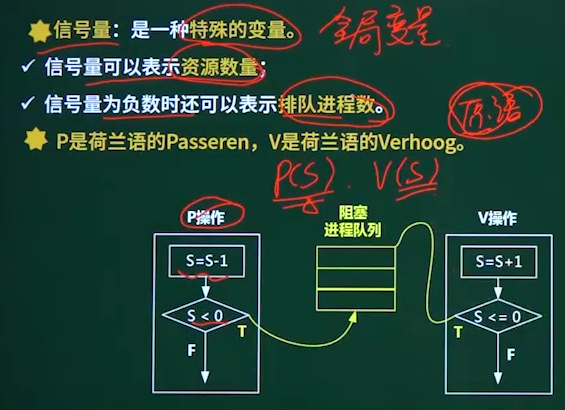 信号量：是一种特殊的变量。 全局变量
✓ 信号量可以表示资源数量；
✓ 信号量为负数时还可以表示排队进程数。 原语
P是荷兰语的Passeren，V是荷兰语的Verhoog。
P(S). V(S)
P操作
阻塞
进程队列
V操作
S=S-1
S=S+1
S < 0
S <= 0
T
T
F
F